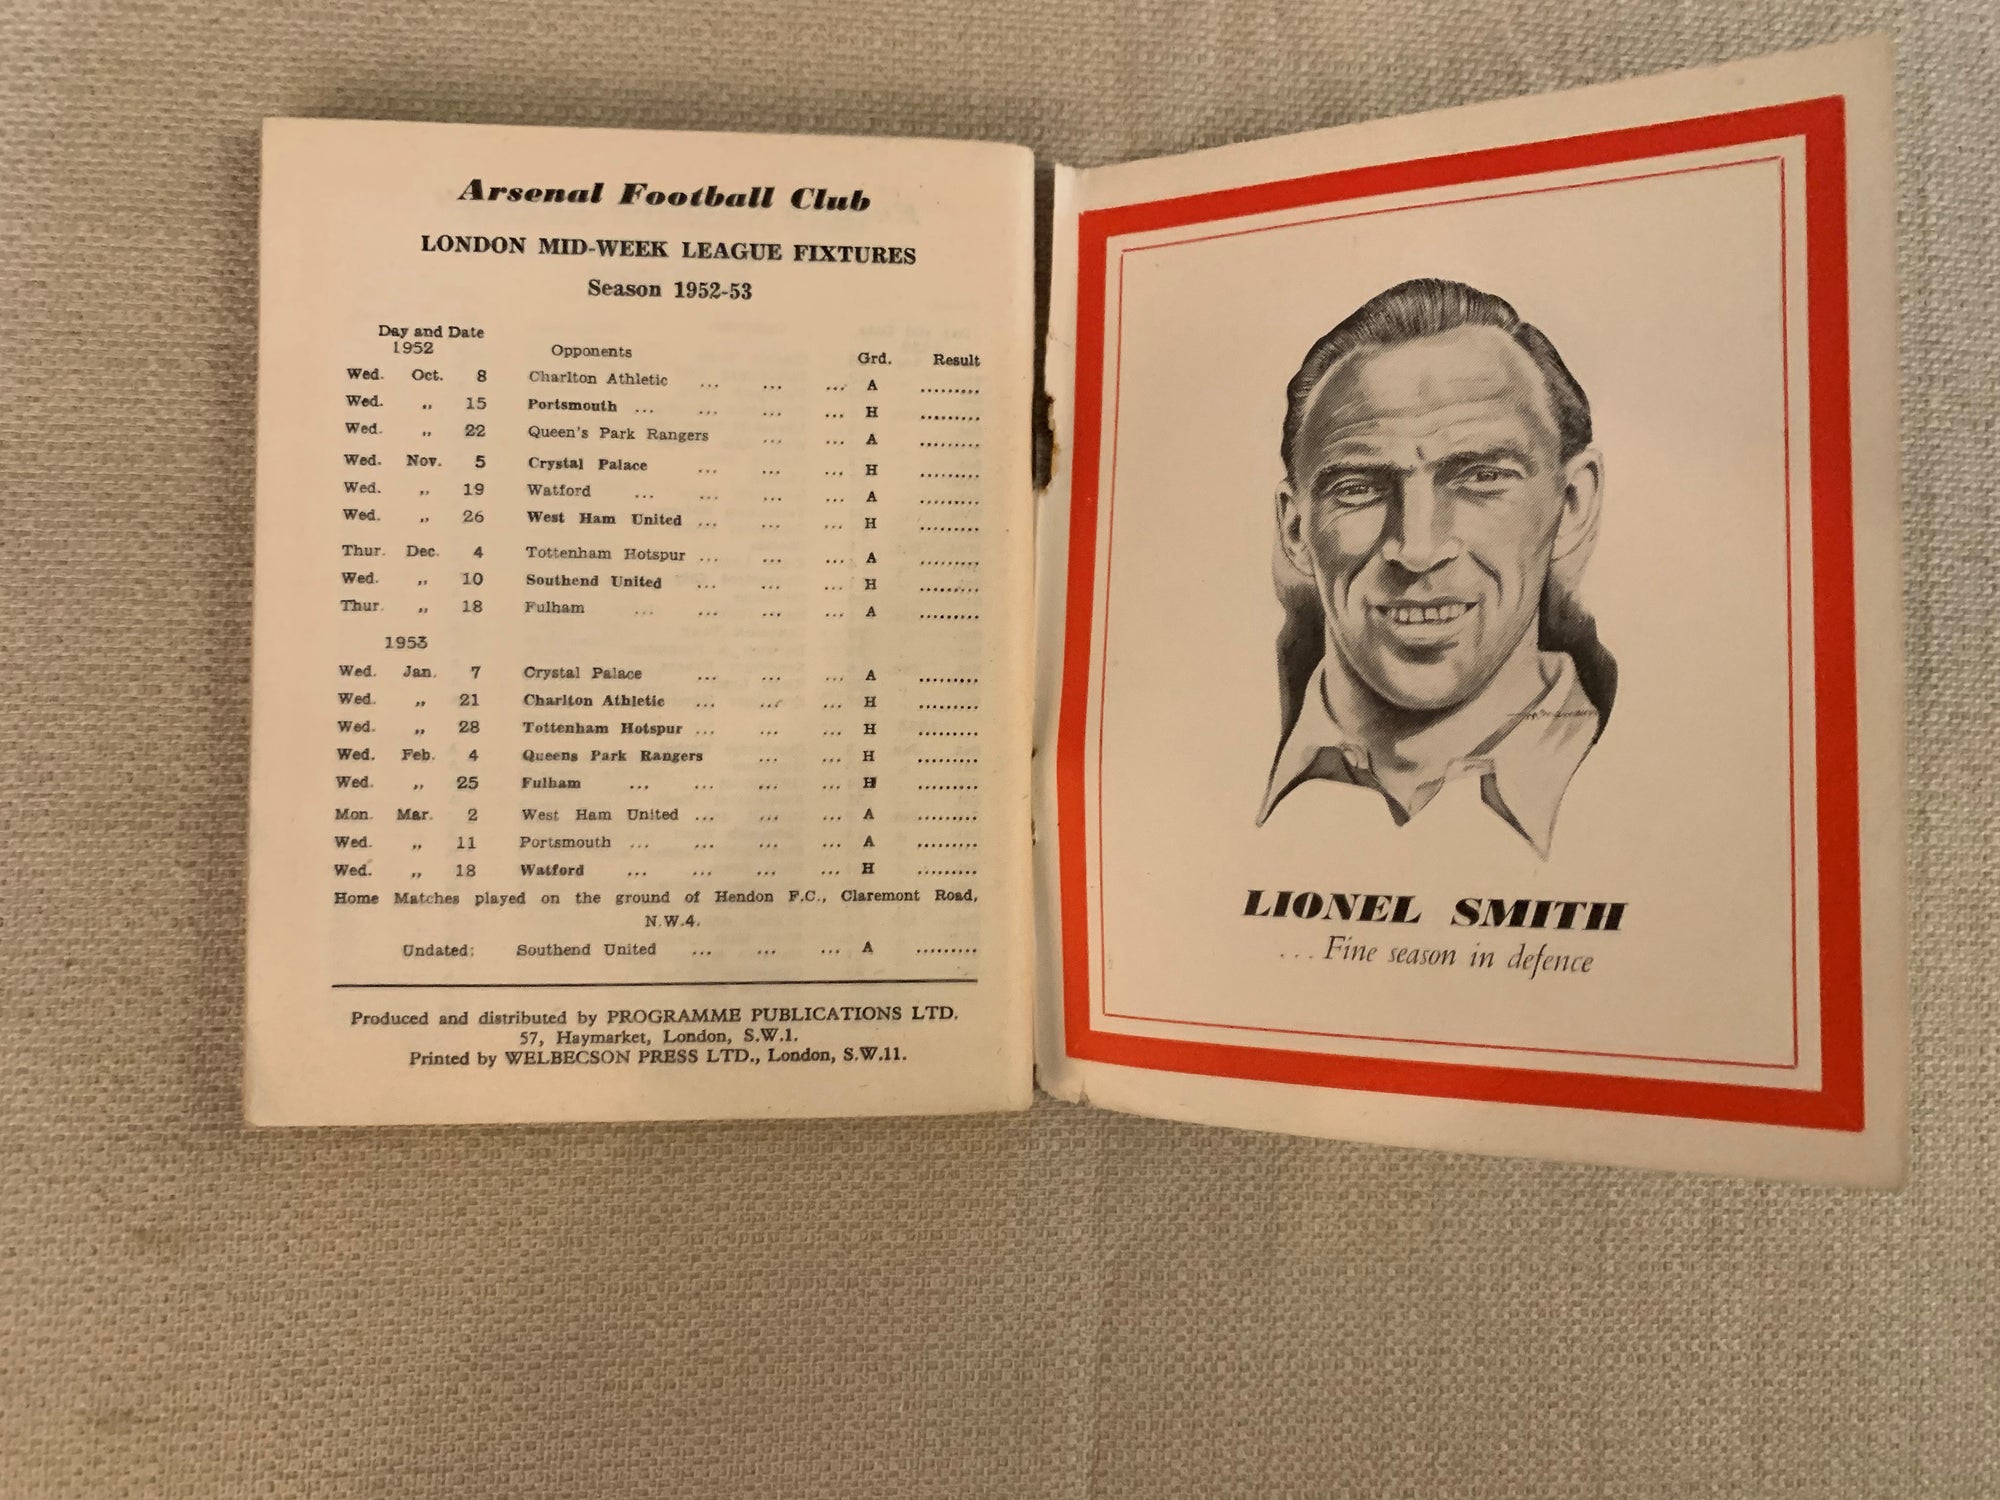 Arsenal Football Club
LONDON MID-WEEK LEAGUE FIXTURES
Season 1952-53
Day and Date
1952 Opponents Grd. Result
Wed. Oct. 8 Charlton Athletic ... ... ... A .........
Wed. ,, 15 Portsmouth ... ... ... ... H .........
Wed. ,, 22 Queen's Park Rangers ... ... A .........
Wed. Nov. 5 Crystal Palace ... ... ... H .........
Wed. ,, 19 Watford ... ... ... ... A .........
Wed. ,, 26 West Ham United ... ... ... H .........
Thur. Dec. 4 Tottenham Hotspur ... ... ... A .........
Wed. ,, 10 Southend United ... ... ... H .........
Thur. ,, 18 Fulham ... ... ... ... A .........
1953
Wed. Jan. 7 Crystal Palace ... ... ... A .........
Wed. ,, 21 Charlton Athletic ... ... ... H .........
Wed. ,, 28 Tottenham Hotspur ... ... ... H .........
Wed. Feb. 4 Queens Park Rangers ... ... H .........
Wed. ,, 25 Fulham ... ... ... ... H .........
Mon. Mar. 2 West Ham United ... ... ... A .........
Wed. ,, 11 Portsmouth ... ... ... ... A .........
Wed. ,, 18 Watford ... ... ... ... H .........
Home Matches played on the ground of Hendon F.C., Claremont Road,
N.W.4.
Undated: Southend United ... ... ... A .........
Produced and distributed by PROGRAMME PUBLICATIONS LTD.
57, Haymarket, London, S.W.1.
Printed by WELBECSON PRESS LTD., London, S.W.11.
LIONEL SMITH
... Fine season in defence